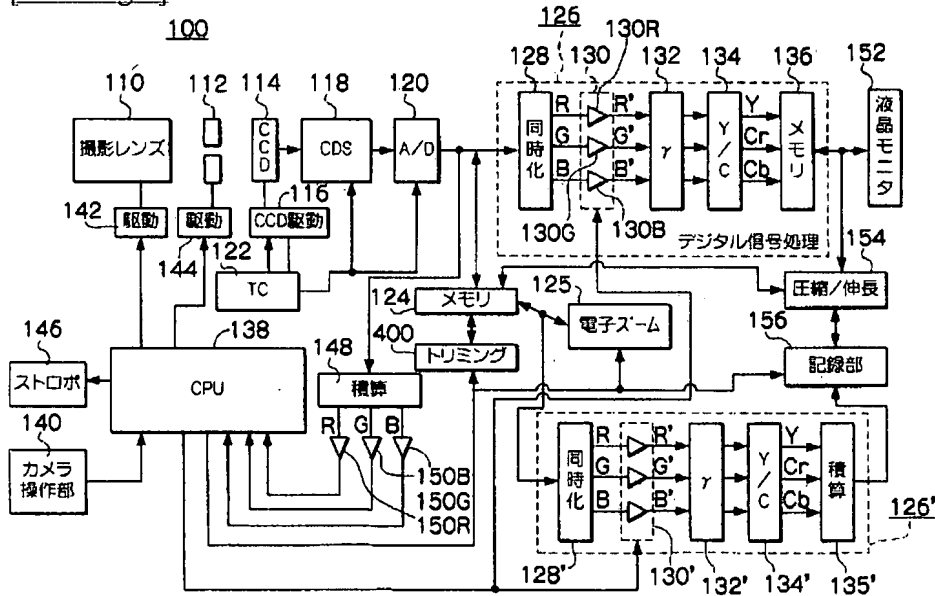 100
110
撮影レンズ
112
114
CCD
118
CDS
120
A/D
126
128
同時化
R
G
B
130
130R
R'
G'
B'
130G
130B
132
γ
134
Y/C
Y
Cr
Cb
136
メモリ
デジタル信号処理
152
液晶モニタ
142
駆動
144
駆動
116
CCD駆動
122
TC
124
メモリ
125
電子ズーム
154
圧縮/伸長
400
トリミング
156
記録部
146
ストロボ
138
CPU
148
積算
R
G
B
150B
150G
150R
140
カメラ
操作部
同時化
R
G
B
R'
G'
B'
γ
Y/C
Y
Cr
Cb
積算
126'
128'
130'
132'
134'
135'